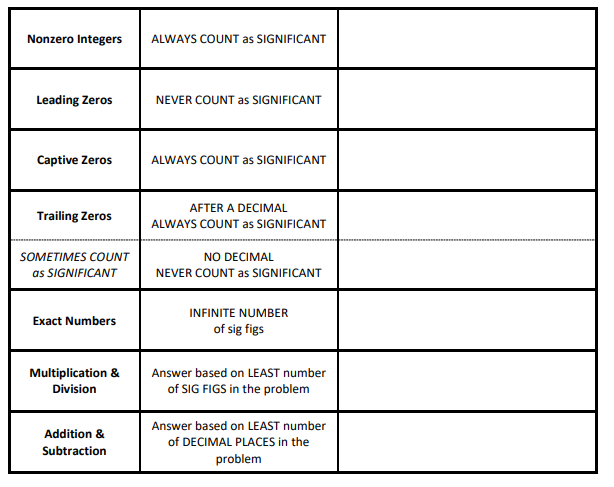 Nonzero Integers
ALWAYS COUNT as SIGNIFICANT
Leading Zeros
NEVER COUNT as SIGNIFICANT
Captive Zeros
ALWAYS COUNT as SIGNIFICANT
Trailing Zeros
AFTER A DECIMAL
ALWAYS COUNT as SIGNIFICANT
SOMETIMES COUNT
as SIGNIFICANT
NO DECIMAL
NEVER COUNT as SIGNIFICANT
Exact Numbers
INFINITE NUMBER
of sig figs
Multiplication &
Division
Answer based on LEAST number
of SIG FIGS in the problem
Addition &
Subtraction
Answer based on LEAST number
of DECIMAL PLACES in the
problem